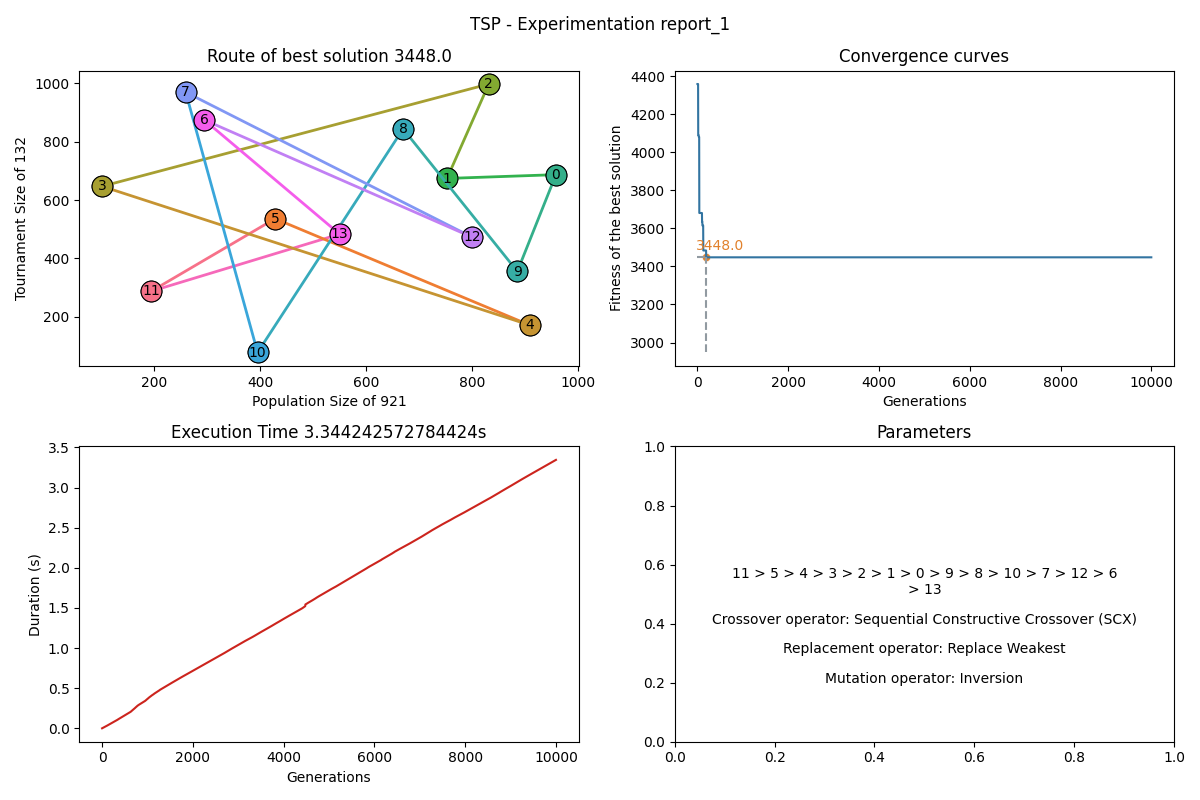 TSP - Experimentation report_1
Route of best solution 3448.0
Tournament Size of 132
1000
800
600
400
200
7
6
2
8
3
1
0
5
13
12
11
9
4
10
200 400 600 800 1000
Population Size of 921
Convergence curves
Fitness of the best solution
4400
4200
4000
3800
3600
3400
3200
3000
3448.0
0 2000 4000 6000 8000 10000
Generations
Execution Time 3.344242572784424s
Duration (s)
3.5
3.0
2.5
2.0
1.5
1.0
0.5
0.0
0 2000 4000 6000 8000 10000
Generations
Parameters
1.0
0.8
0.6
0.4
0.2
0.0
11 > 5 > 4 > 3 > 2 > 1 > 0 > 9 > 8 > 10 > 7 > 12 > 6
> 13
Crossover operator: Sequential Constructive Crossover (SCX)
Replacement operator: Replace Weakest
Mutation operator: Inversion
0.0 0.2 0.4 0.6 0.8 1.0